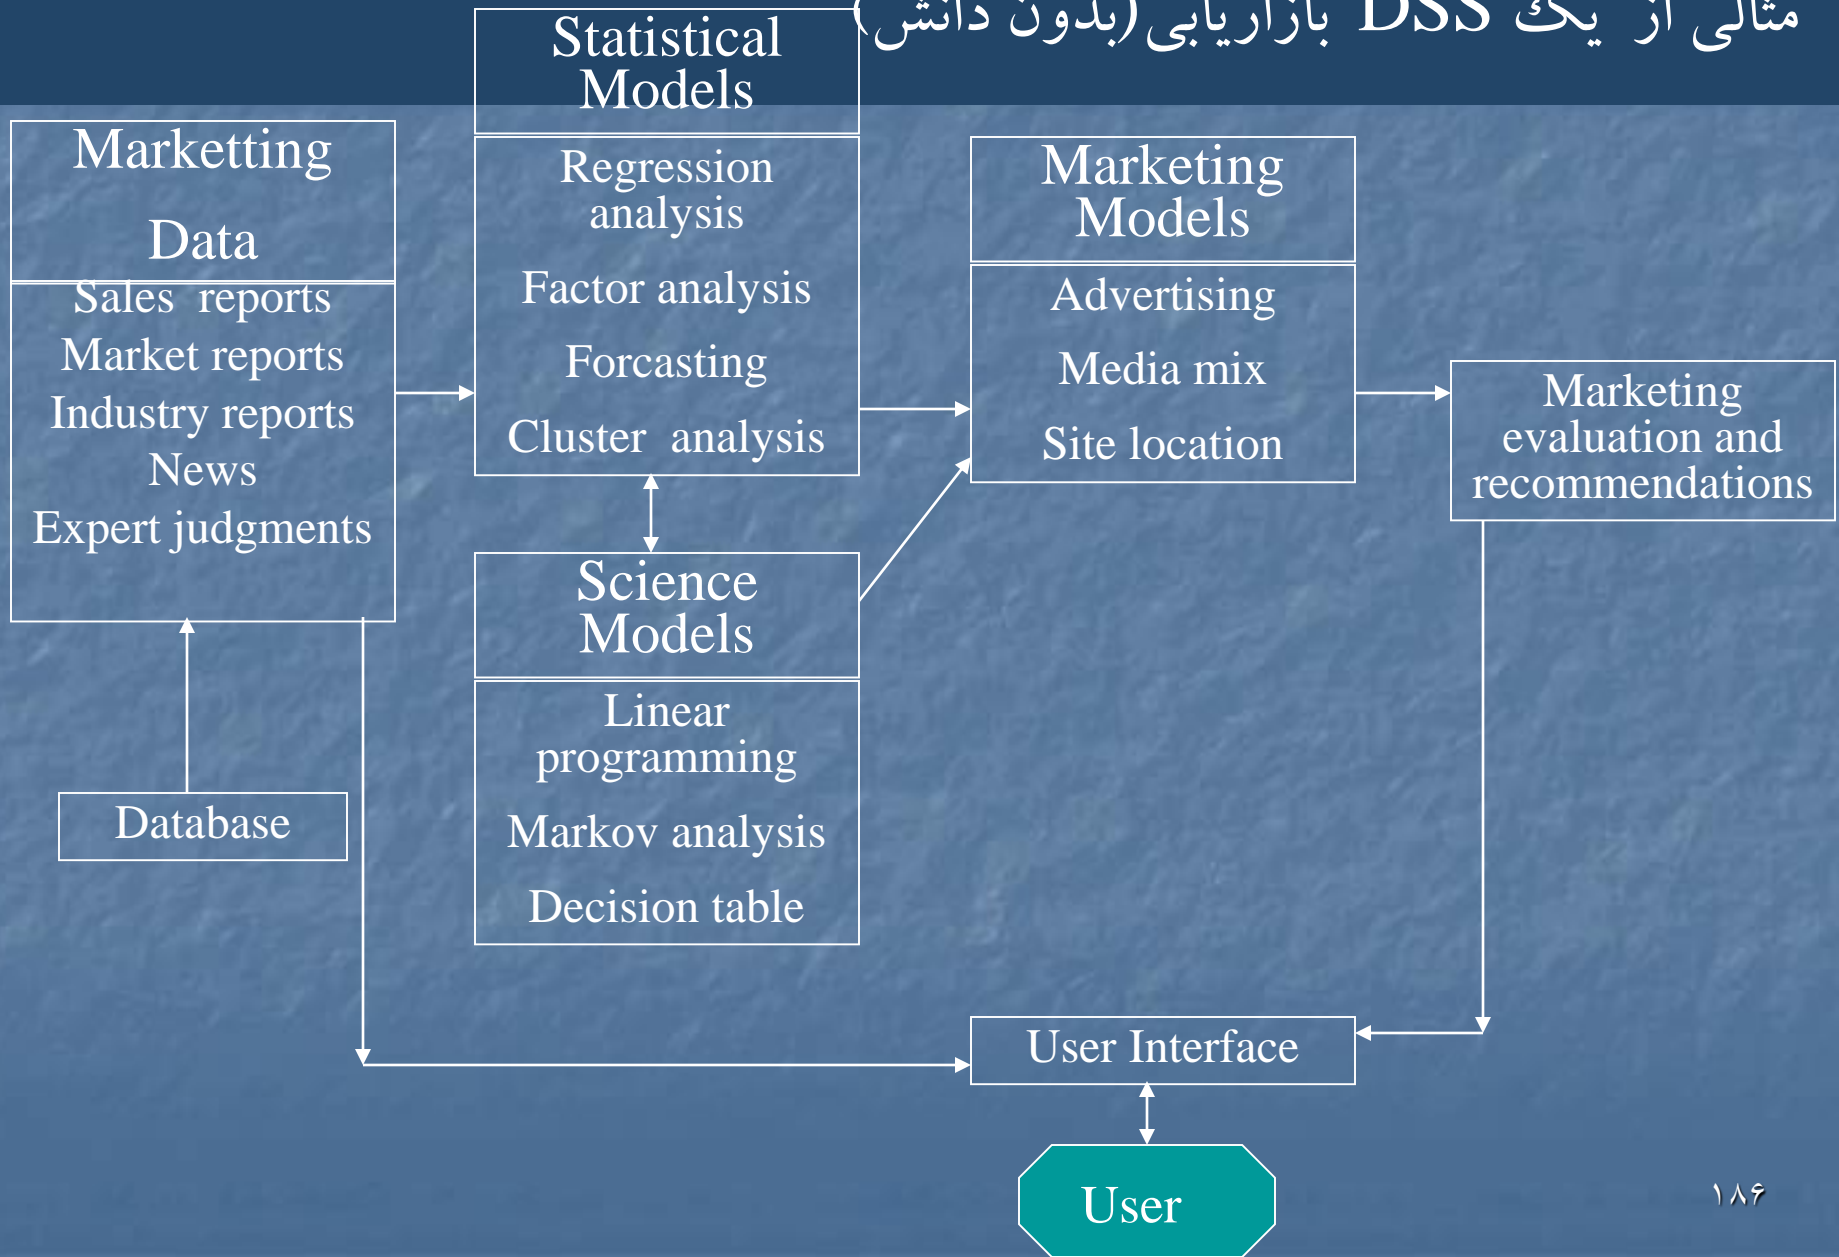 مثالی از يک DSS بازاریابی(بدون دانش)
Marketting
Data
Sales reports
Market reports
Industry reports
News
Expert judgments
Database
Statistical
Models
Regression
analysis
Factor analysis
Forcasting
Cluster analysis
Science
Models
Linear
programming
Markov analysis
Decision table
Marketing
Models
Advertising
Media mix
Site location
Marketing
evaluation and
recommendations
User Interface
User
۱۸۶